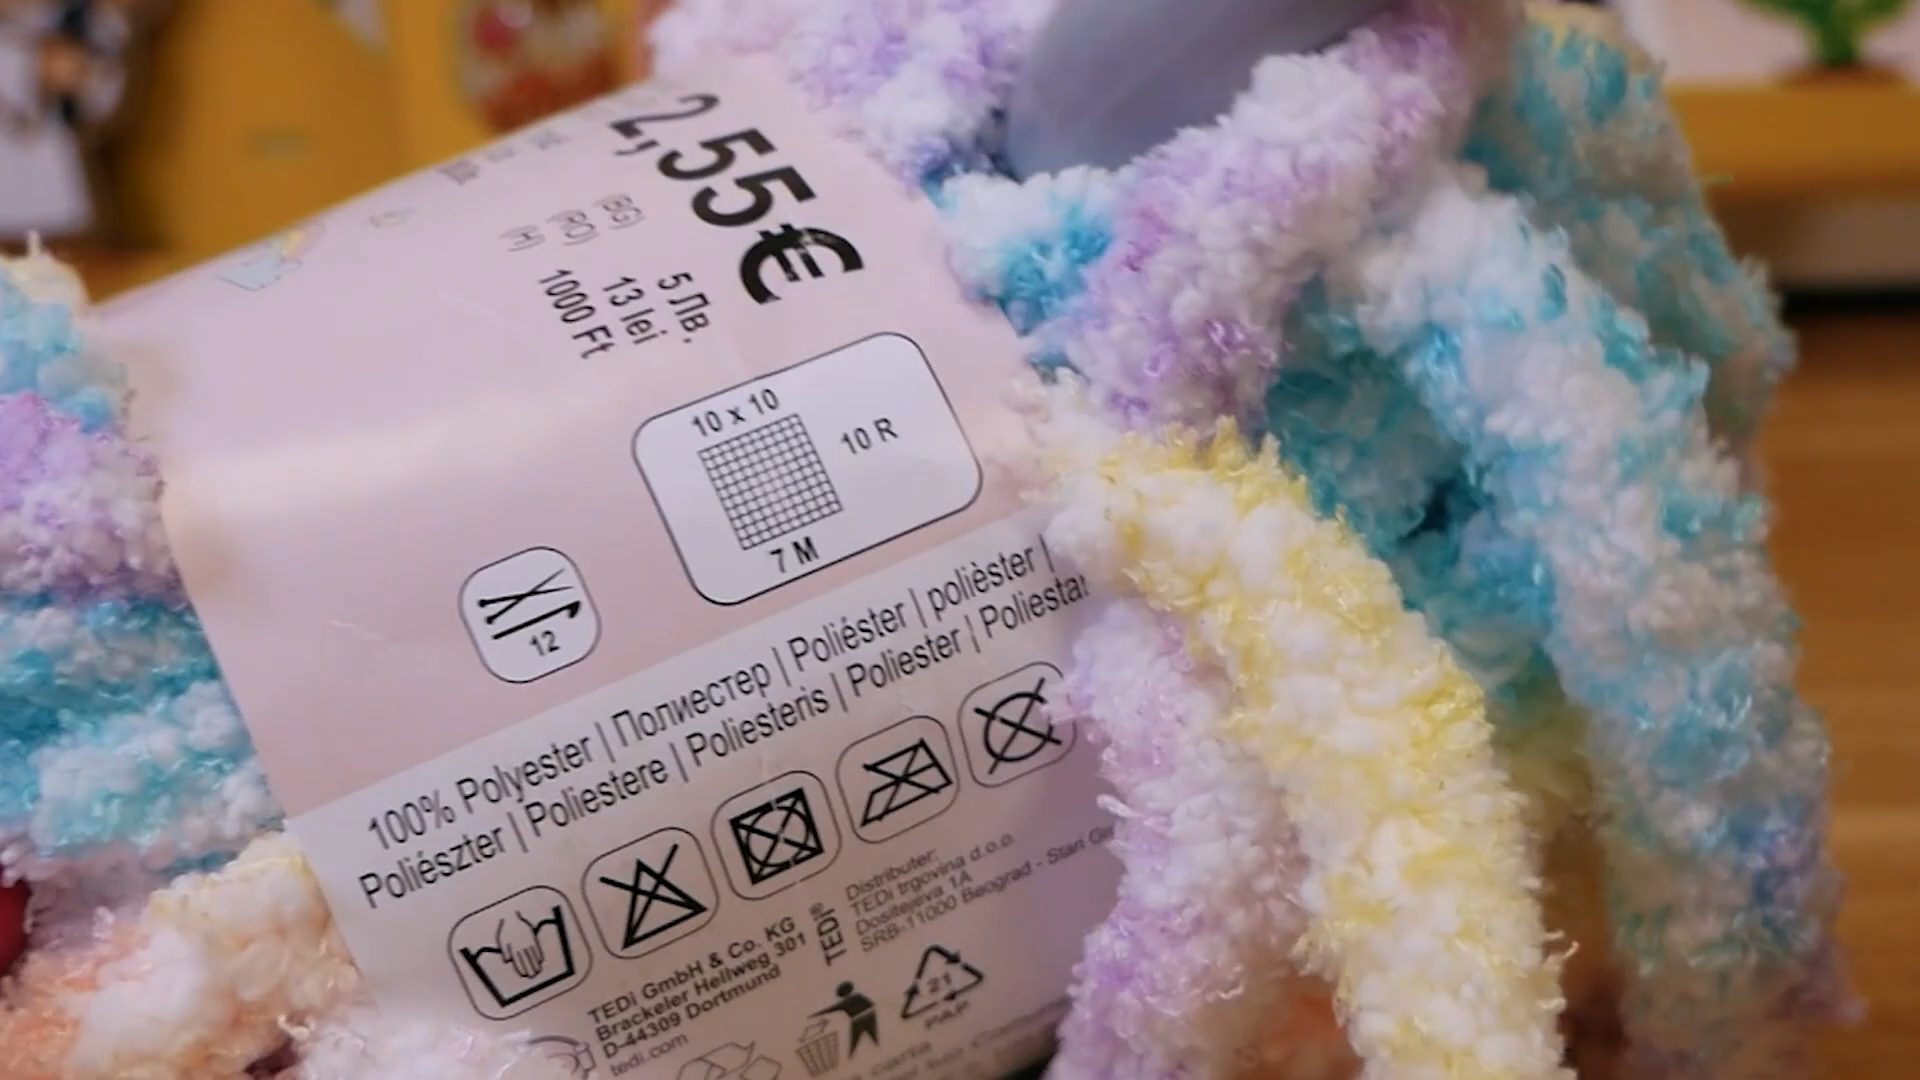 2,55€
(BG) 5 Лв.
(RO) 13 lei
(H) 1000 Ft
10 x 10
10 R
7 M
12
100% Polyester | Полиестер | Poliéster | polièster |
Poliészter | Poliestere | Poliesteris | Poliester | Poliestar
TEDi GmbH & Co. KG
Brackeler Hellweg 301
D-44309 Dortmund
tedi.com
TEDi®
Distributer:
TEDi trgovina d.o.o.
Dositejeva 1A
SRB-11000 Beograd - Stari
21
PAP